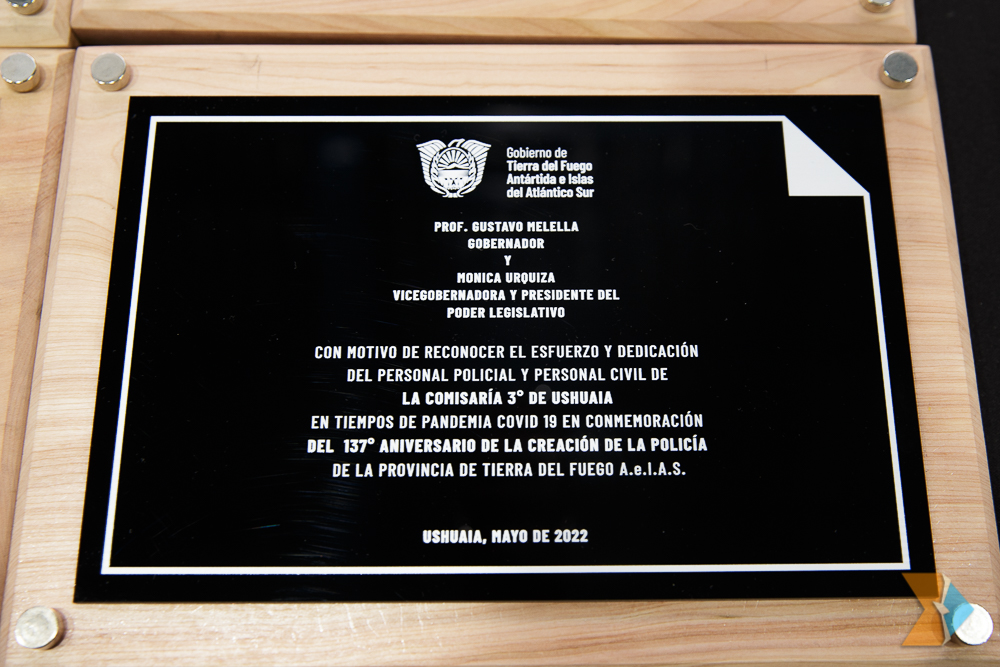 Gobierno de
Tierra del Fuego
Antártida e Islas
del Atlántico Sur
PROF. GUSTAVO MELELLA
GOBERNADOR
Y
MONICA URQUIZA
VICEGOBERNADORA Y PRESIDENTE DEL
PODER LEGISLATIVO
CON MOTIVO DE RECONOCER EL ESFUERZO Y DEDICACIÓN
DEL PERSONAL POLICIAL Y PERSONAL CIVIL DE
LA COMISARÍA 3° DE USHUAIA
EN TIEMPOS DE PANDEMIA COVID 19 EN CONMEMORACIÓN
DEL 137° ANIVERSARIO DE LA CREACIÓN DE LA POLICÍA
DE LA PROVINCIA DE TIERRA DEL FUEGO A.e.I.A.S.
USHUAIA, MAYO DE 2022